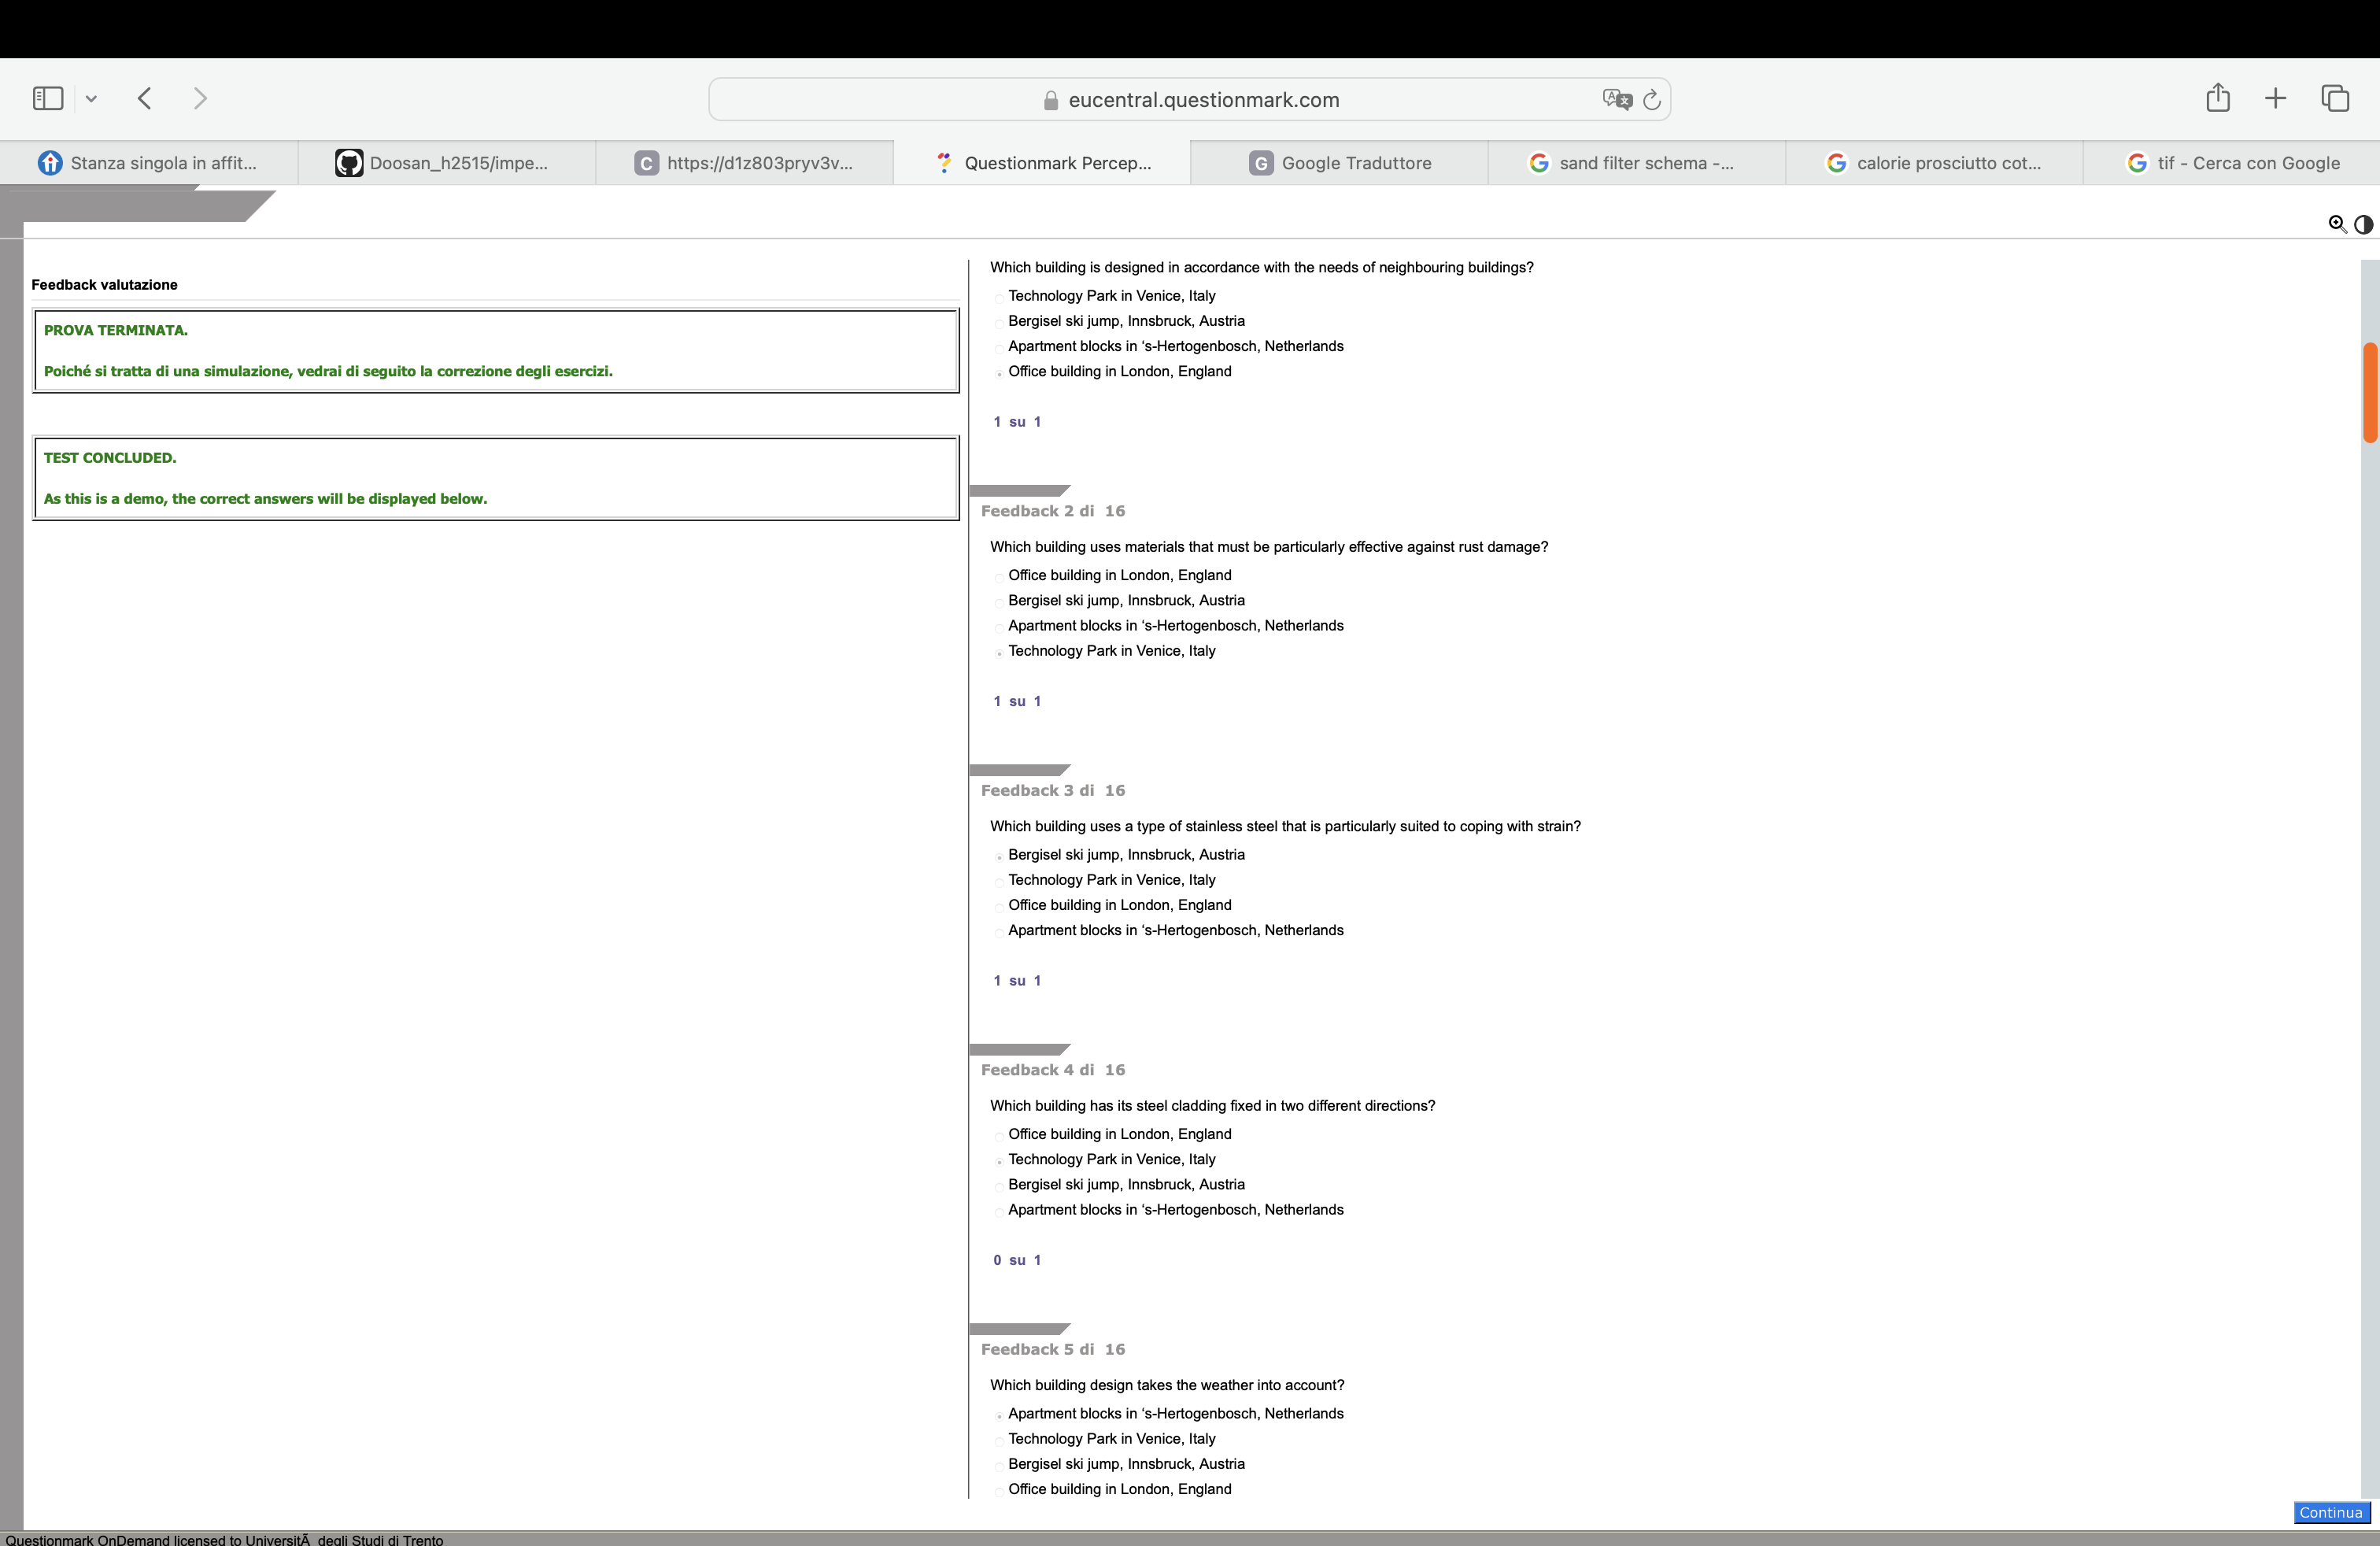 eucentral.questionmark.com
Stanza singola in affit...
Doosan_h2515/impe...
C https://d1z803pryv3v...
Questionmark Percep...
G Google Traduttore
sand filter schema -...
calorie prosciutto cot...
tif - Cerca con Google
Feedback valutazione
PROVA TERMINATA.
Poiché si tratta di una simulazione, vedrai di seguito la correzione degli esercizi.
TEST CONCLUDED.
As this is a demo, the correct answers will be displayed below.
Which building is designed in accordance with the needs of neighbouring buildings?
Technology Park in Venice, Italy
Bergisel ski jump, Innsbruck, Austria
Apartment blocks in ‘s-Hertogenbosch, Netherlands
Office building in London, England
1 su 1
Feedback 2 di 16
Which building uses materials that must be particularly effective against rust damage?
Office building in London, England
Bergisel ski jump, Innsbruck, Austria
Apartment blocks in ‘s-Hertogenbosch, Netherlands
Technology Park in Venice, Italy
1 su 1
Feedback 3 di 16
Which building uses a type of stainless steel that is particularly suited to coping with strain?
Bergisel ski jump, Innsbruck, Austria
Technology Park in Venice, Italy
Office building in London, England
Apartment blocks in ‘s-Hertogenbosch, Netherlands
1 su 1
Feedback 4 di 16
Which building has its steel cladding fixed in two different directions?
Office building in London, England
Technology Park in Venice, Italy
Bergisel ski jump, Innsbruck, Austria
Apartment blocks in ‘s-Hertogenbosch, Netherlands
0 su 1
Feedback 5 di 16
Which building design takes the weather into account?
Apartment blocks in ‘s-Hertogenbosch, Netherlands
Technology Park in Venice, Italy
Bergisel ski jump, Innsbruck, Austria
Office building in London, England
Continua
Questionmark OnDemand licensed to UniversitÃ degli Studi di Trento